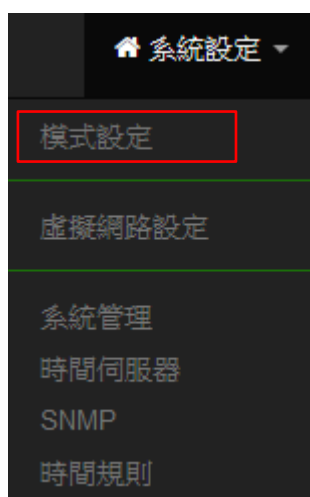 系統設定
模式設定
虛擬網路設定
系統管理
時間伺服器
SNMP
時間規則